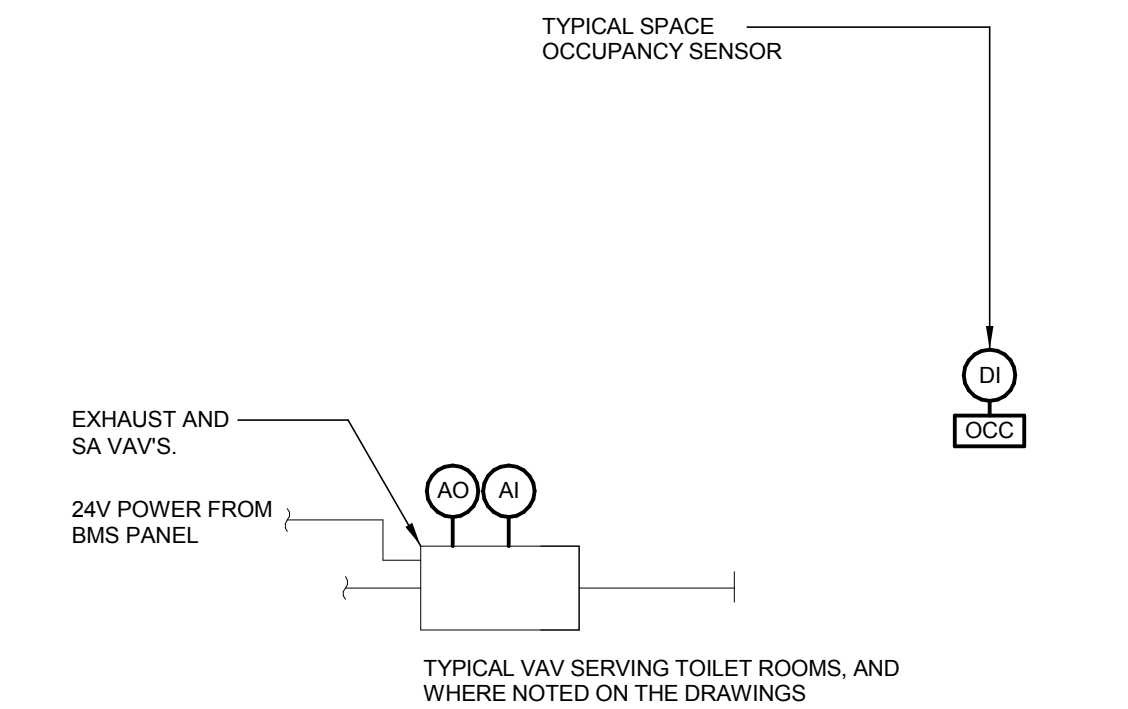 TYPICAL SPACE
OCCUPANCY SENSOR
DI
OCC
EXHAUST AND
SA VAV'S.
AO
AI
24V POWER FROM
BMS PANEL
TYPICAL VAV SERVING TOILET ROOMS, AND
WHERE NOTED ON THE DRAWINGS